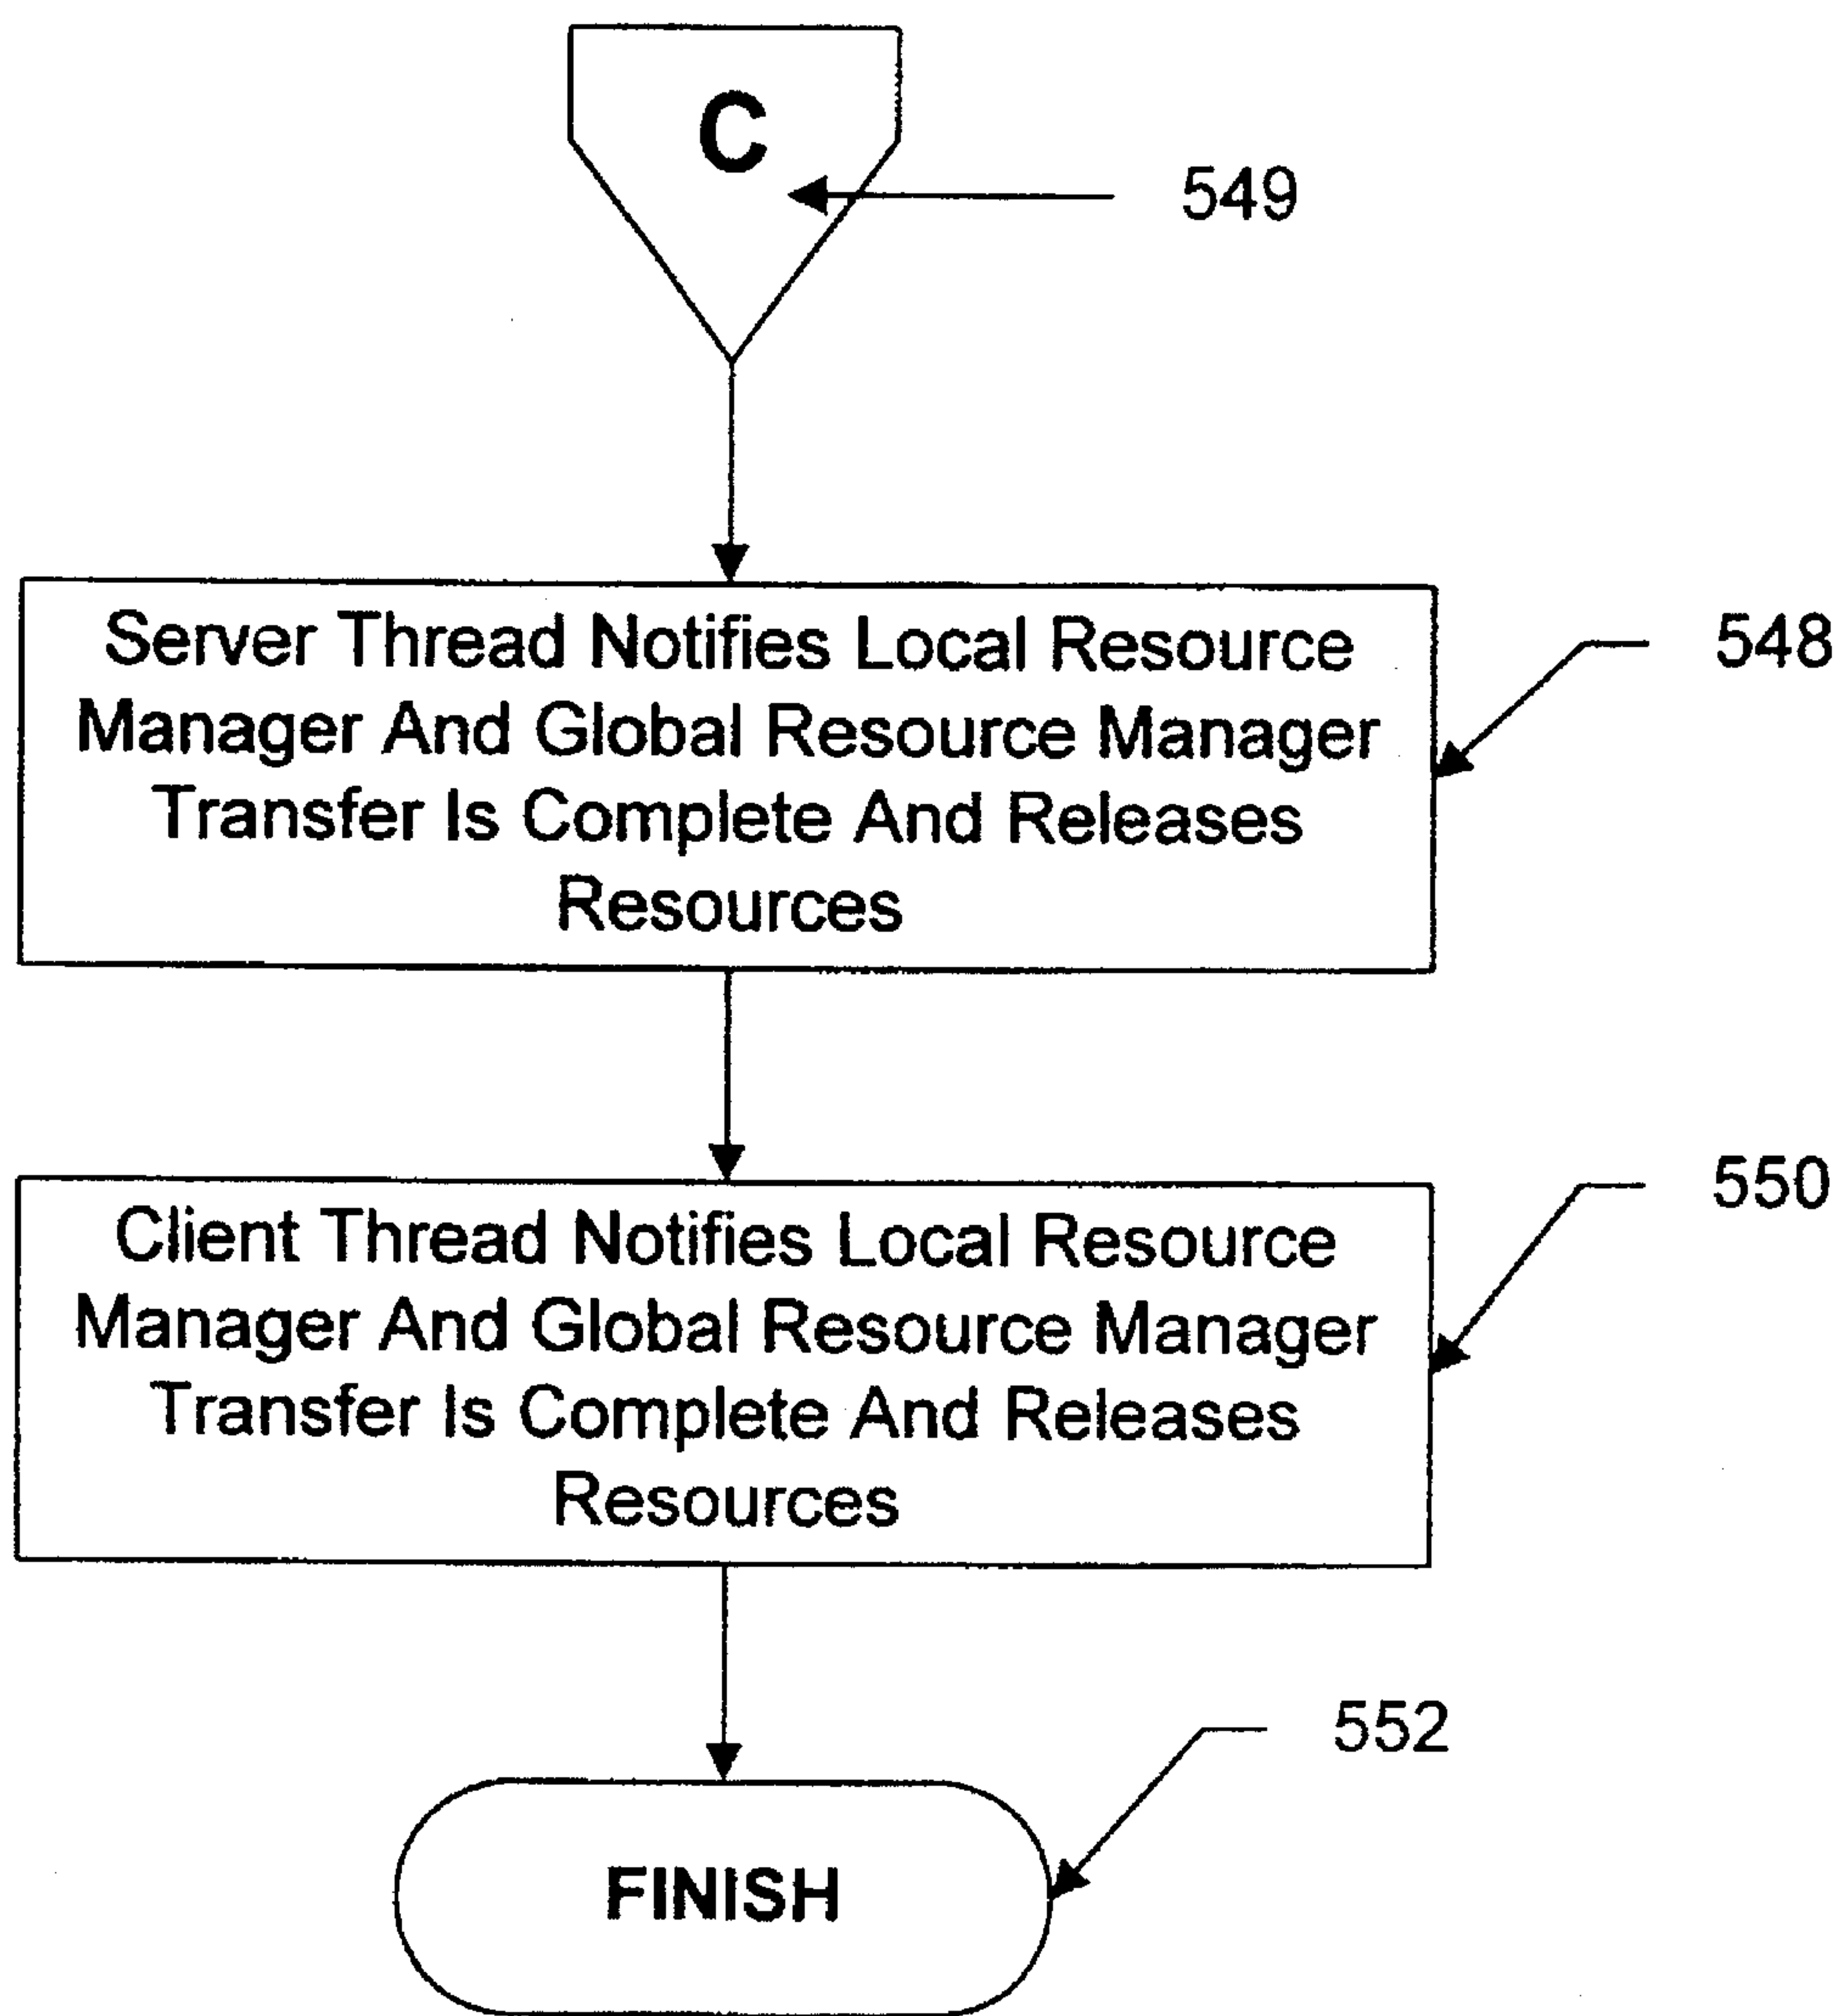 C
549
Server Thread Notifies Local Resource
Manager And Global Resource Manager
Transfer Is Complete And Releases
Resources
548
Client Thread Notifies Local Resource
Manager And Global Resource Manager
Transfer Is Complete And Releases
Resources
550
FINISH
552